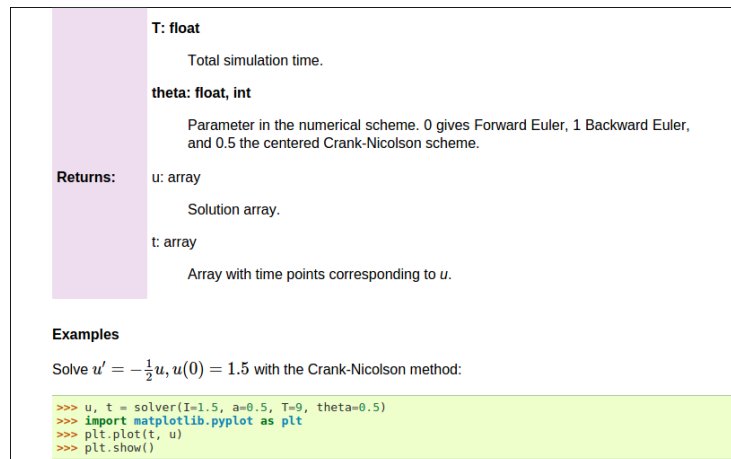 T: float
Total simulation time.
theta: float, int
Parameter in the numerical scheme. 0 gives Forward Euler, 1 Backward Euler,
and 0.5 the centered Crank-Nicolson scheme.
Returns: u: array
Solution array.
t: array
Array with time points corresponding to u.
Examples
Solve u′ = −½u, u(0) = 1.5 with the Crank-Nicolson method:
>>> u, t = solver(I=1.5, a=0.5, T=9, theta=0.5)
>>> import matplotlib.pyplot as plt
>>> plt.plot(t, u)
>>> plt.show()